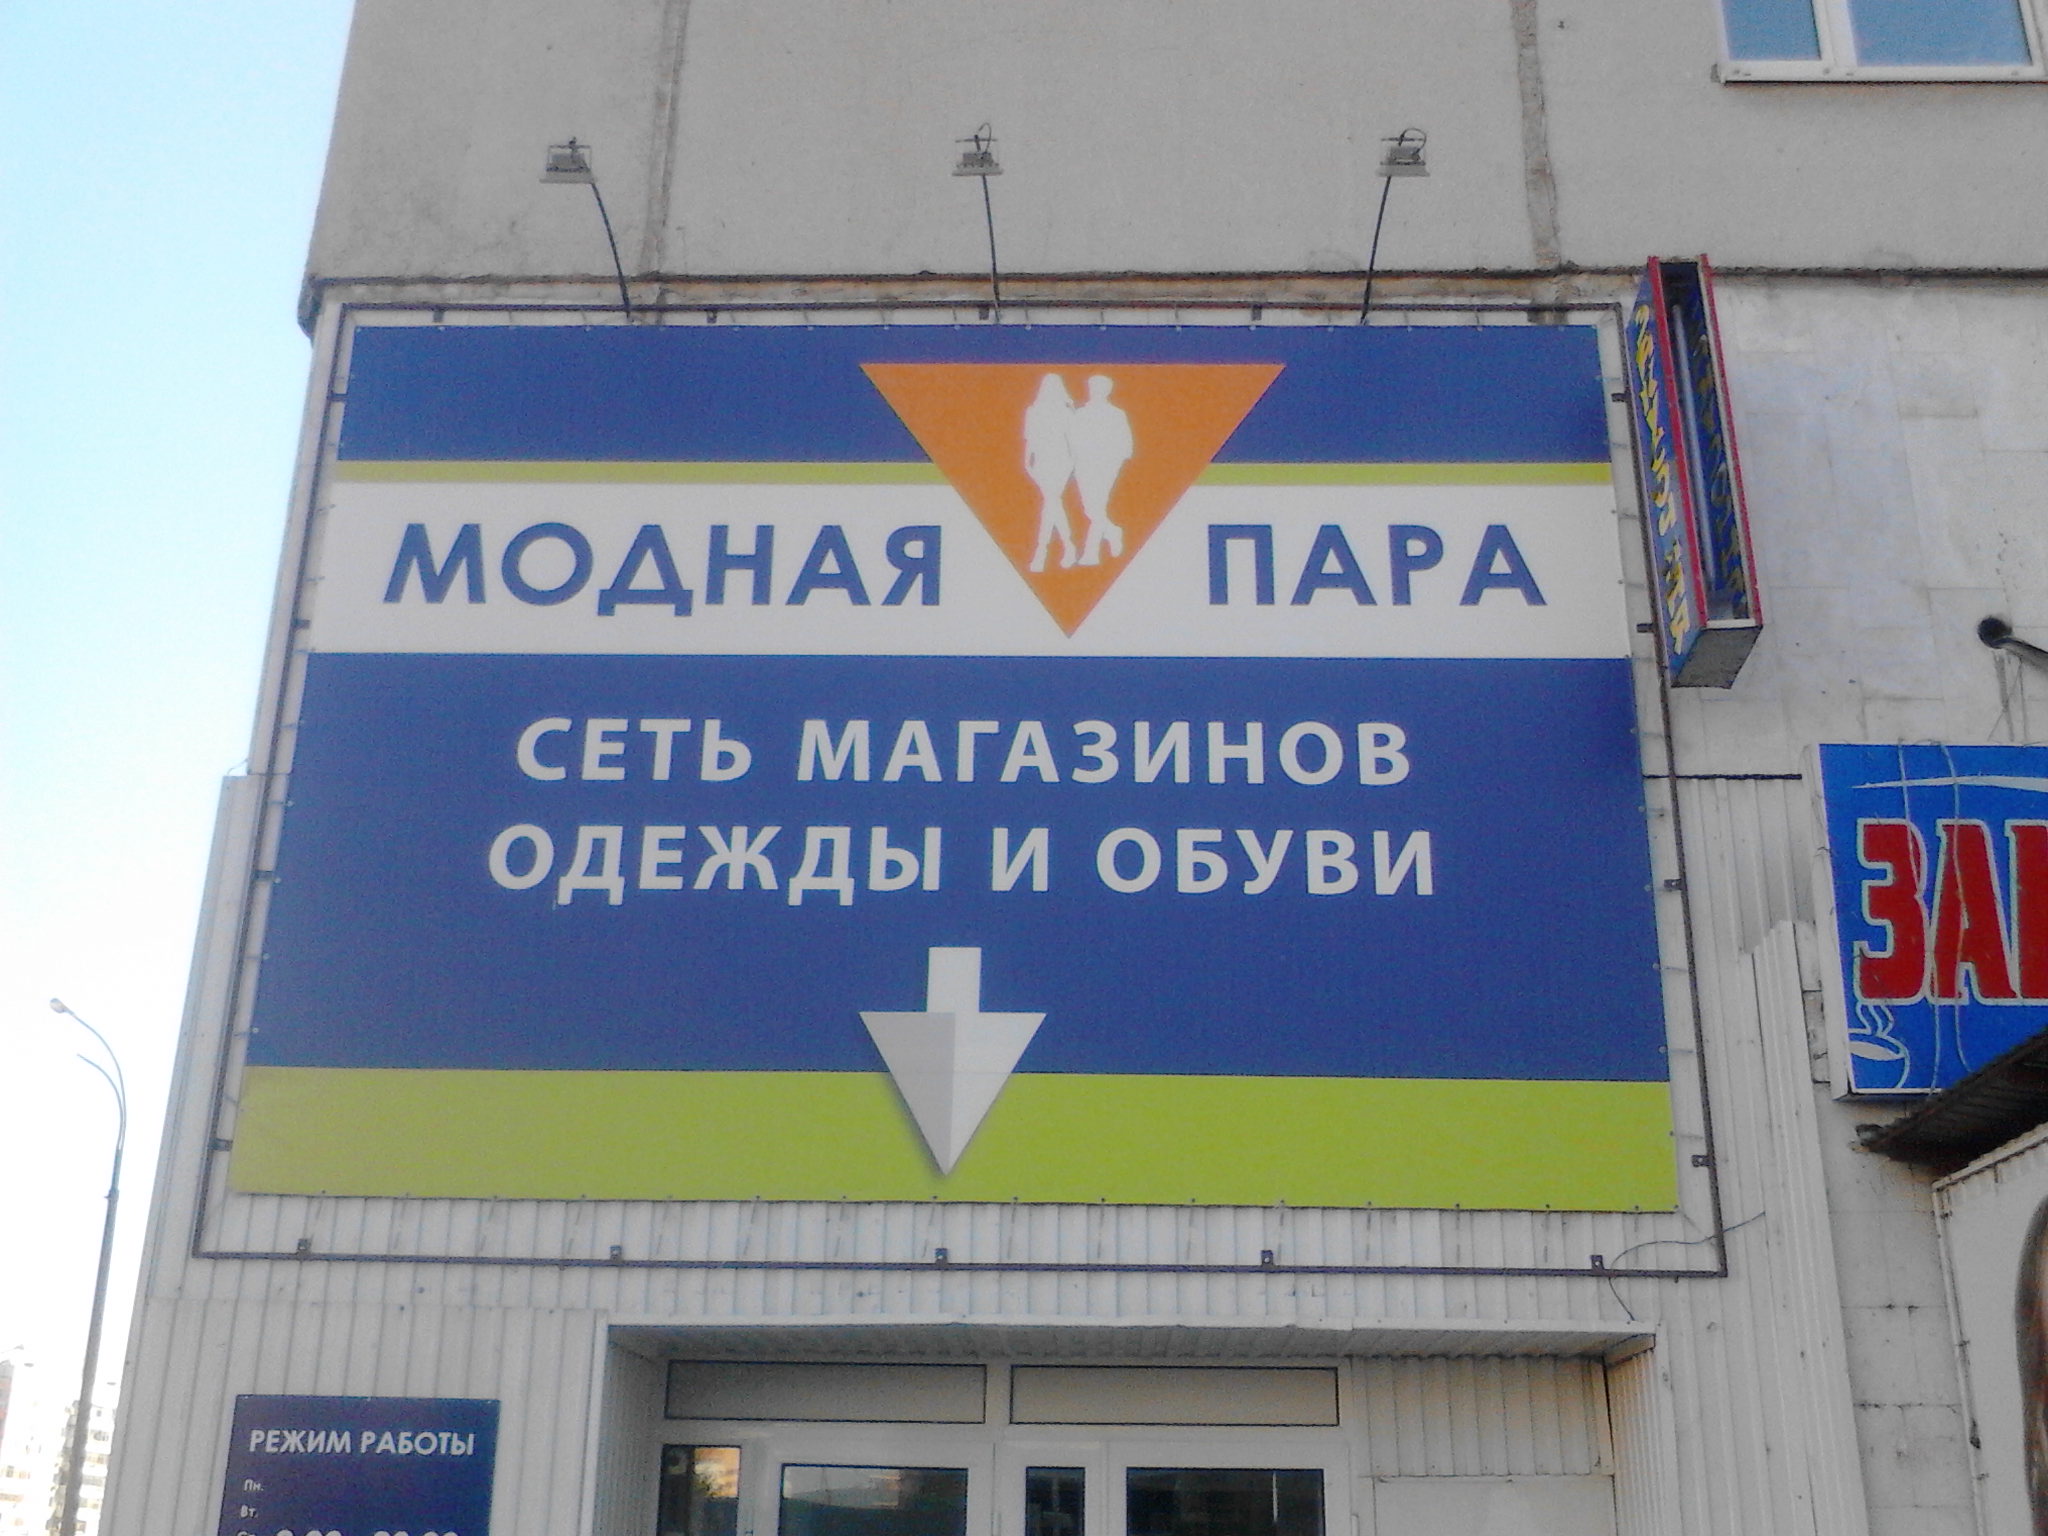 МОДНАЯ ПАРА
СЕТЬ МАГАЗИНОВ
ОДЕЖДЫ И ОБУВИ
РЕЖИМ РАБОТЫ
Пн.
Вт.